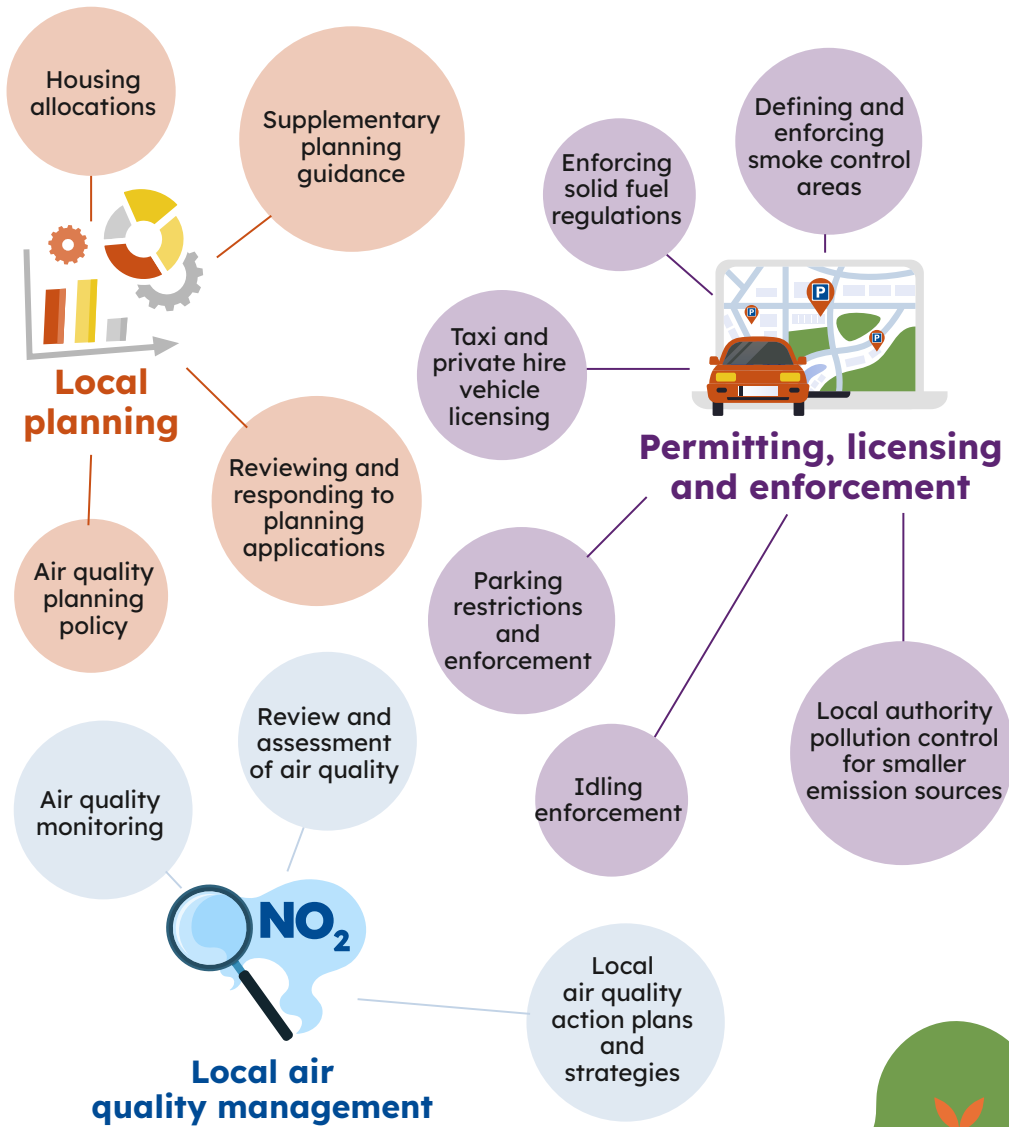 Housing
allocations
Supplementary
planning
guidance
Local
planning
Reviewing and
responding to
planning
applications
Air quality
planning
policy
Defining and
enforcing
smoke control
areas
Enforcing
solid fuel
regulations
P
P
P
Taxi and
private hire
vehicle
licensing
Permitting, licensing
and enforcement
Parking
restrictions
and
enforcement
Idling
enforcement
Local authority
pollution control
for smaller
emission sources
Review and
assessment
of air quality
Air quality
monitoring
NO₂
Local
air quality
action plans
and
strategies
Local air
quality management